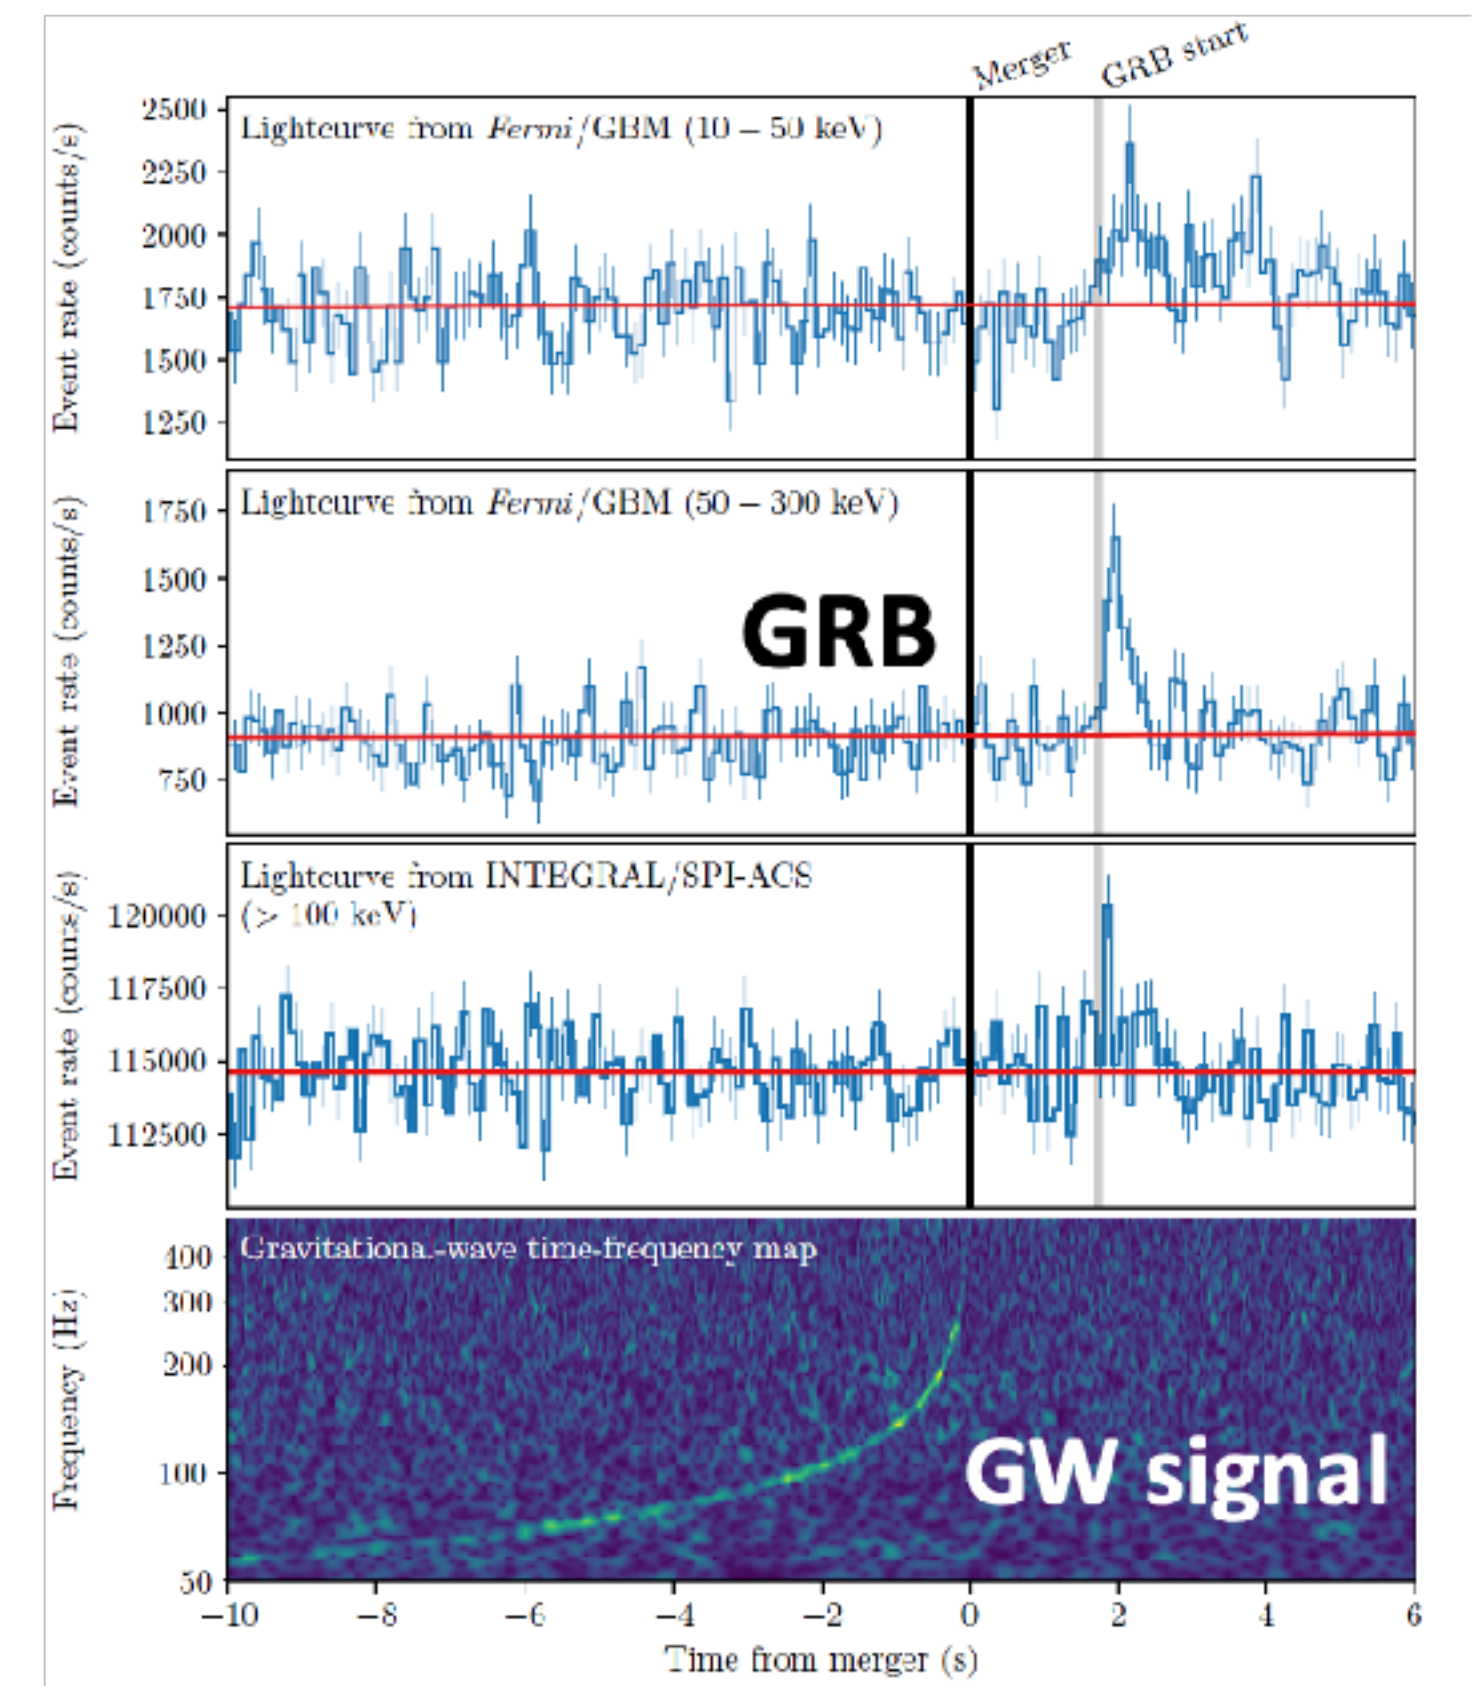 Merger
GRB start
Lightcurve from Fermi/GBM (10 – 50 keV)
Event rate (counts/s)
2500
2250
2000
1750
1500
1250
Lightcurve from Fermi/GBM (50 – 300 keV)
Event rate (counts/s)
1750
1500
1250
1000
750
GRB
Lightcurve from INTEGRAL/SPI-ACS
(> 100 keV)
Event rate (counts/s)
120000
117500
115000
112500
Gravitational-wave time-frequency map
Frequency (Hz)
400
300
200
100
50
GW signal
−10 −8 −6 −4 −2 0 2 4 6
Time from merger (s)